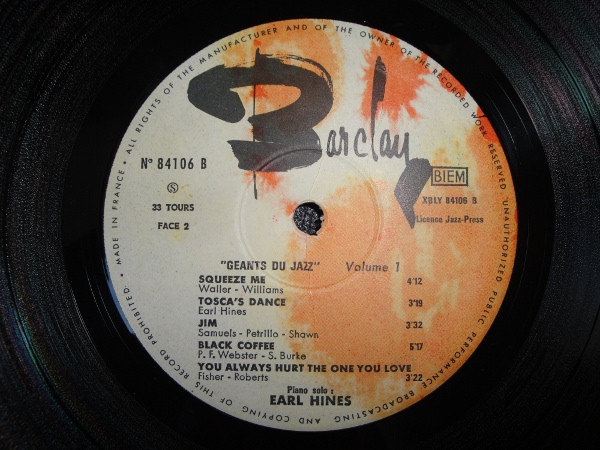 ALL RIGHTS OF THE MANUFACTURER AND OF THE OWNER OF THE RECORDED WORK RESERVED. UNAUTHORIZED PUBLIC PERFORMANCE BROADCASTING AND COPYING OF THIS RECORD PROHIBITED • MADE IN FRANCE •
Barclay
N° 84106 B
BIEM
S
XBLY 84106 B
33 TOURS
Licence Jazz-Press
FACE 2
"GEANTS DU JAZZ" Volume 1
SQUEEZE ME 4'12
Waller - Williams
TOSCA'S DANCE 3'19
Earl Hines
JIM 3'32
Samuels - Petrillo - Shawn
BLACK COFFEE 5'17
P. F. Webster - S. Burke
YOU ALWAYS HURT THE ONE YOU LOVE
Fisher - Roberts 3'22
Piano solo :
EARL HINES